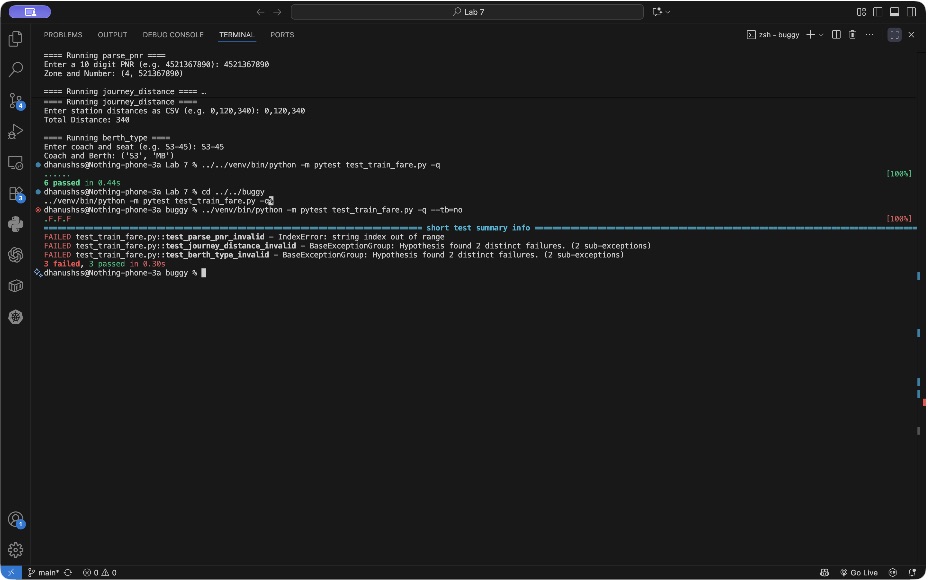 Lab 7
PROBLEMS OUTPUT DEBUG CONSOLE TERMINAL PORTS
zsh - buggy
==== Running parse_pnr ====
Enter a 10 digit PNR (e.g. 4521367890): 4521367890
Zone and Number: (4, 521367890)
==== Running journey_distance ==== …
==== Running journey_distance ====
Enter station distances as CSV (e.g. 0,120,340): 0,120,340
Total Distance: 340
==== Running berth_type ====
Enter coach and seat (e.g. S3-45): S3-45
Coach and Berth: ('S3', 'MB')
dhanushss@Nothing-phone-3a Lab 7 % ../../venv/bin/python -m pytest test_train_fare.py -q
...... [100%]
6 passed in 0.44s
dhanushss@Nothing-phone-3a Lab 7 % cd ../../buggy
../venv/bin/python -m pytest test_train_fare.py -q%
dhanushss@Nothing-phone-3a buggy % ../venv/bin/python -m pytest test_train_fare.py -q --tb=no
.F.F.F [100%]
short test summary info
FAILED test_train_fare.py::test_parse_pnr_invalid - IndexError: string index out of range
FAILED test_train_fare.py::test_journey_distance_invalid - BaseExceptionGroup: Hypothesis found 2 distinct failures. (2 sub-exceptions)
FAILED test_train_fare.py::test_berth_type_invalid - BaseExceptionGroup: Hypothesis found 2 distinct failures. (2 sub-exceptions)
3 failed, 3 passed in 0.30s
dhanushss@Nothing-phone-3a buggy %
4
3
1
main* 0 0 Go Live